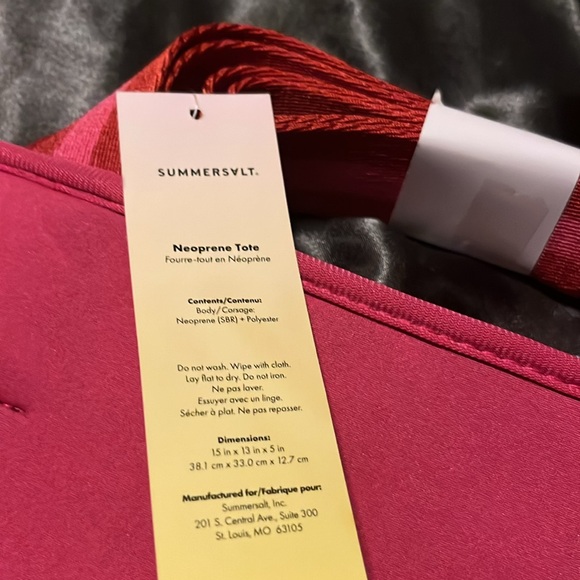 SUMMERSALT.
Neoprene Tote
Fourre-tout en Néoprène
Contents/Contenu:
Body/Corsage:
Neoprene (SBR) + Polyester
Do not wash. Wipe with cloth.
Lay flat to dry. Do not iron.
Ne pas laver.
Essuyer avec un linge.
Sécher à plat. Ne pas repasser.
Dimensions:
15 in x 13 in x 5 in
38.1 cm x 33.0 cm x 12.7 cm
Manufactured for/Fabrique pour:
Summersalt, Inc.
201 S. Central Ave., Suite 300
St. Louis, MO 63105